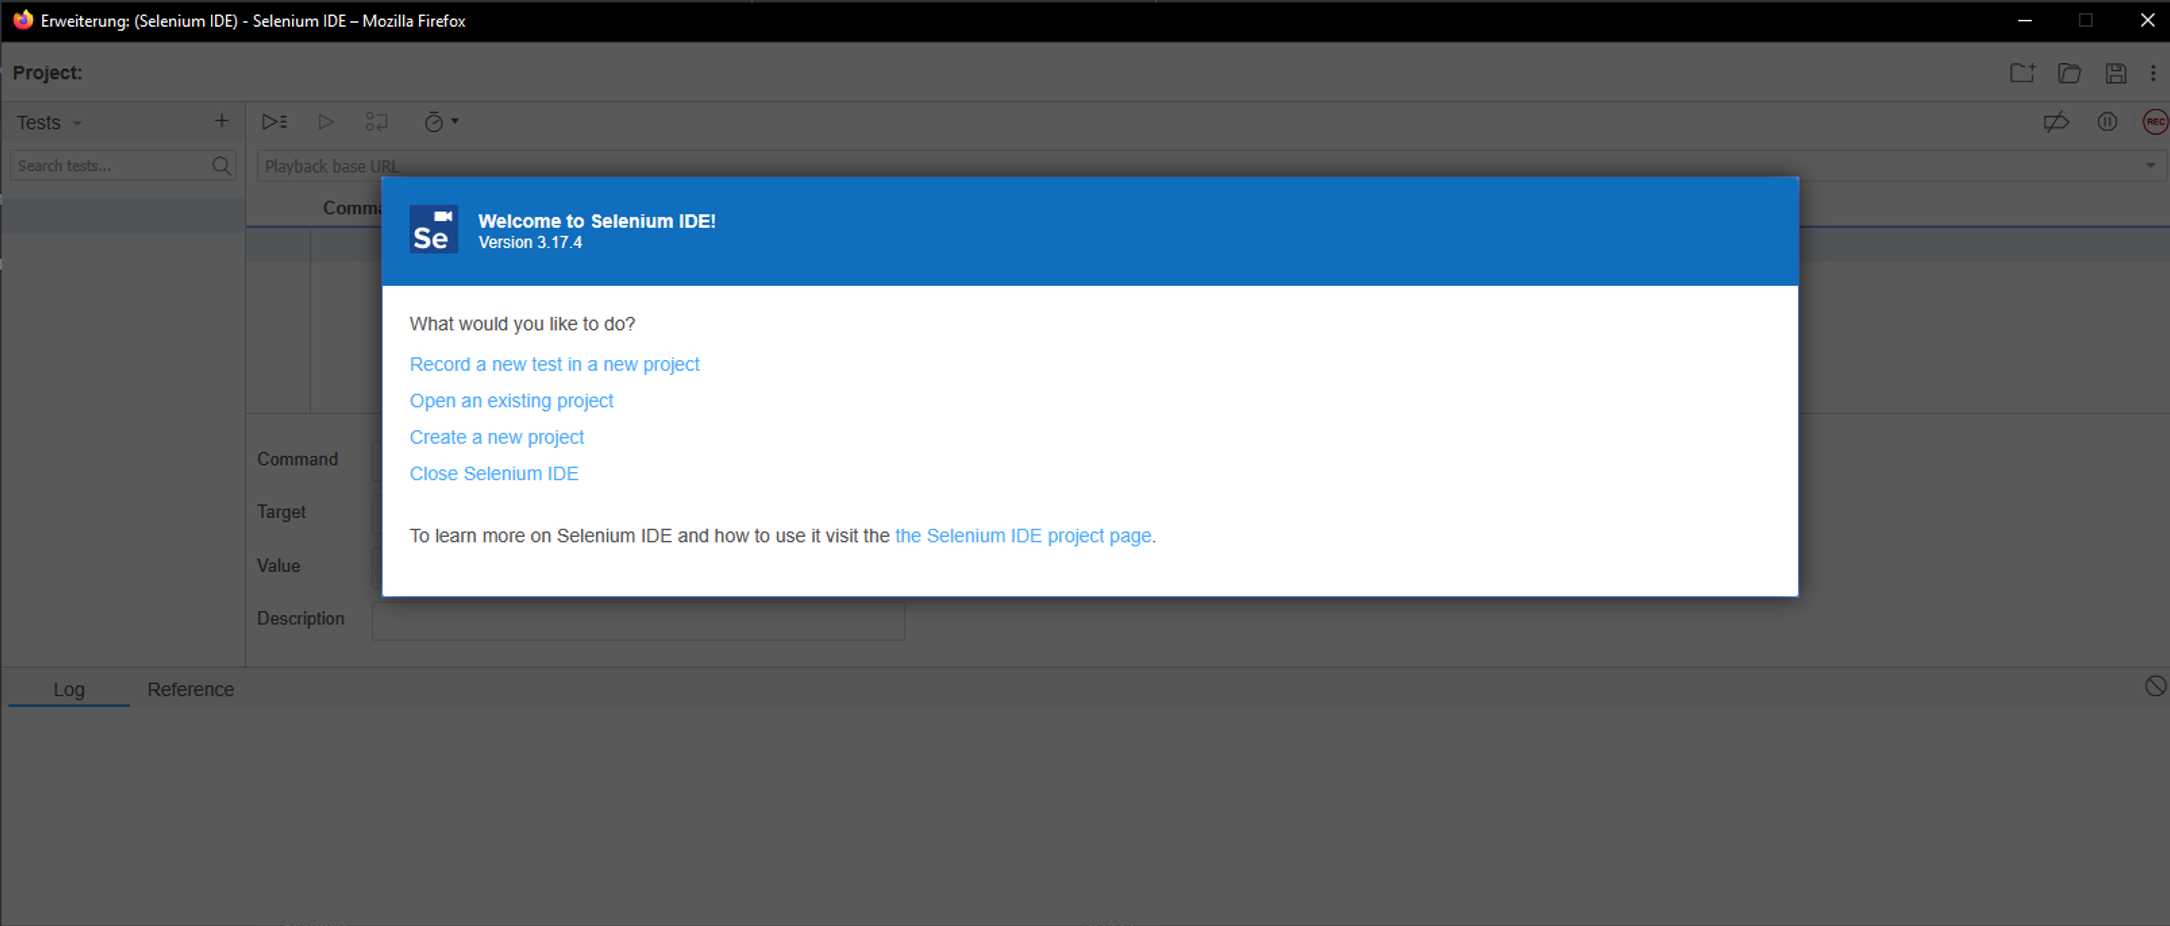 Erweiterung: (Selenium IDE) - Selenium IDE – Mozilla Firefox
Project:
Tests
REC
Search tests...
Playback base URL
Comma
Se
Welcome to Selenium IDE!
Version 3.17.4
What would you like to do?
Record a new test in a new project
Open an existing project
Create a new project
Close Selenium IDE
To learn more on Selenium IDE and how to use it visit the the Selenium IDE project page.
Command
Target
Value
Description
Log Reference